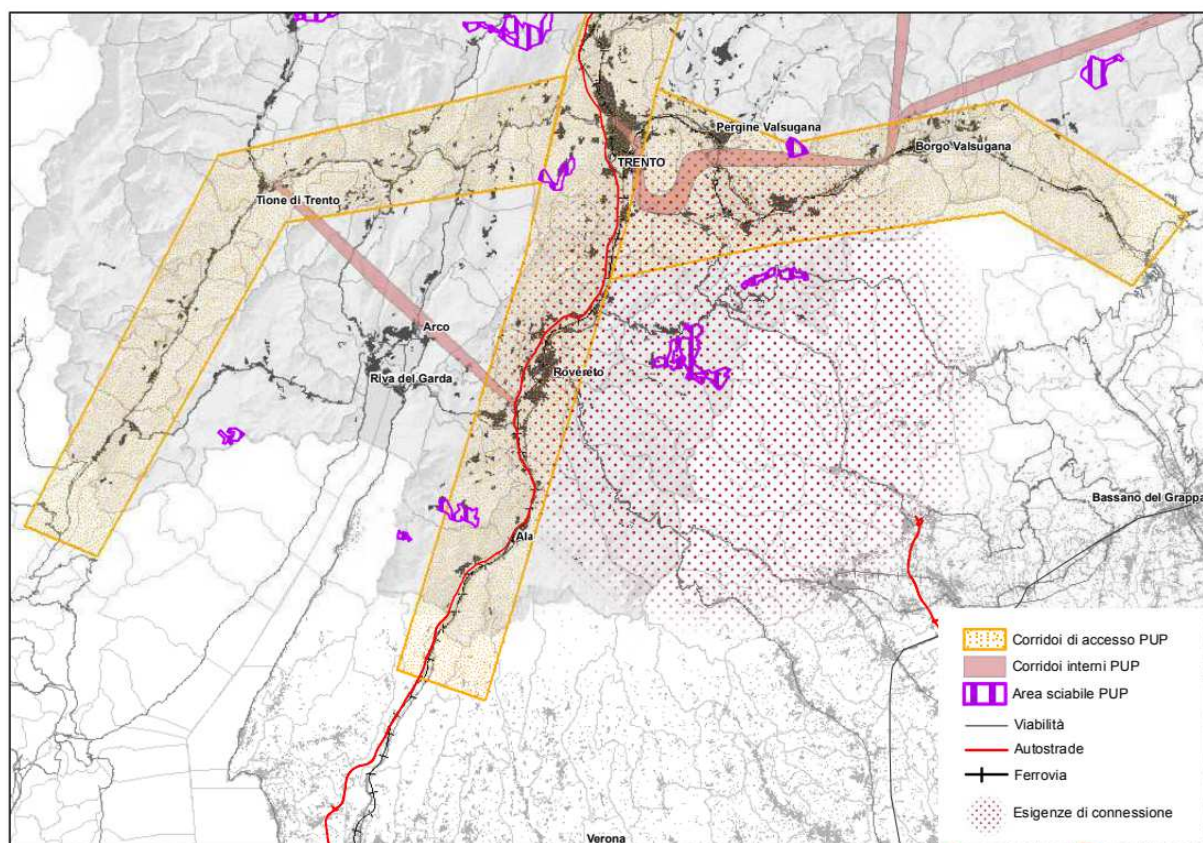 Pergine Valsugana
TRENTO
Borgo Valsugana
Tione di Trento
Arco
Riva del Garda
Rovereto
Bassano del Grappa
Ala
Verona
Corridoi di accesso PUP
Corridoi interni PUP
Area sciabile PUP
Viabilità
Autostrade
Ferrovia
Esigenze di connessione